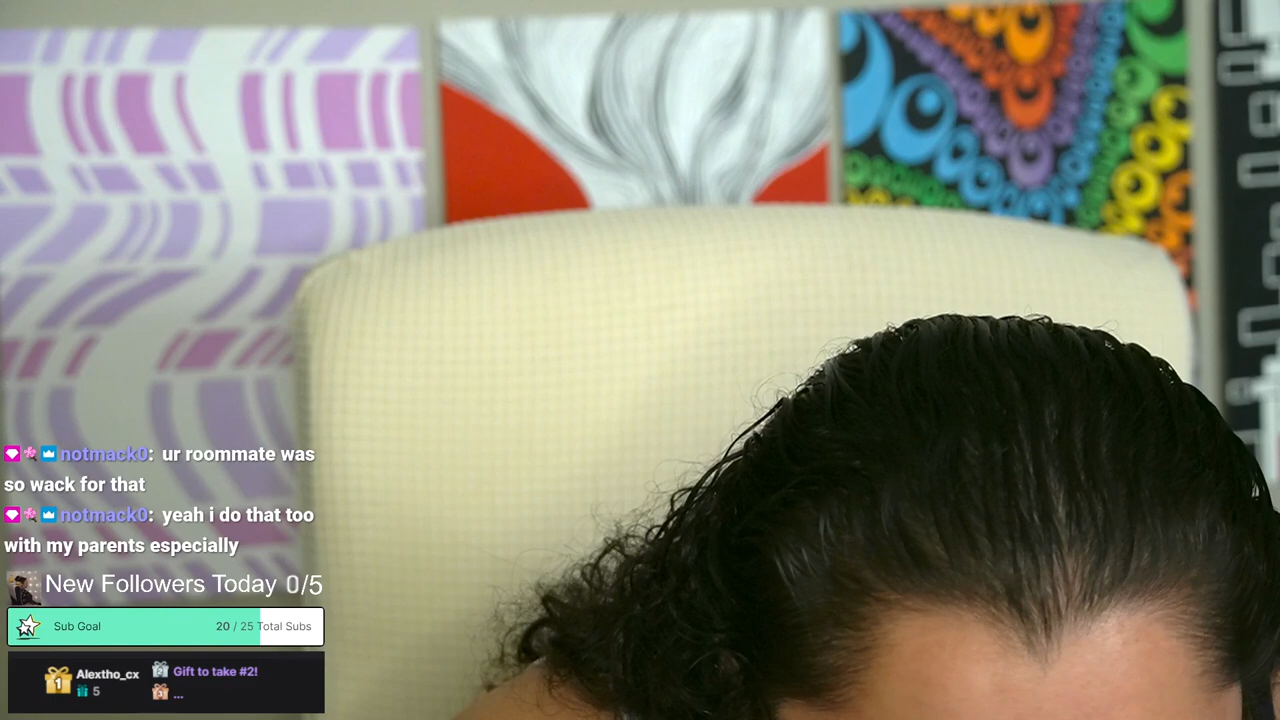 notmack0: ur roommate was
so wack for that
notmack0: yeah i do that too
with my parents especially
New Followers Today 0/5
Sub Goal 20 / 25 Total Subs
Alextho_cx Gift to take #2!
5 ...